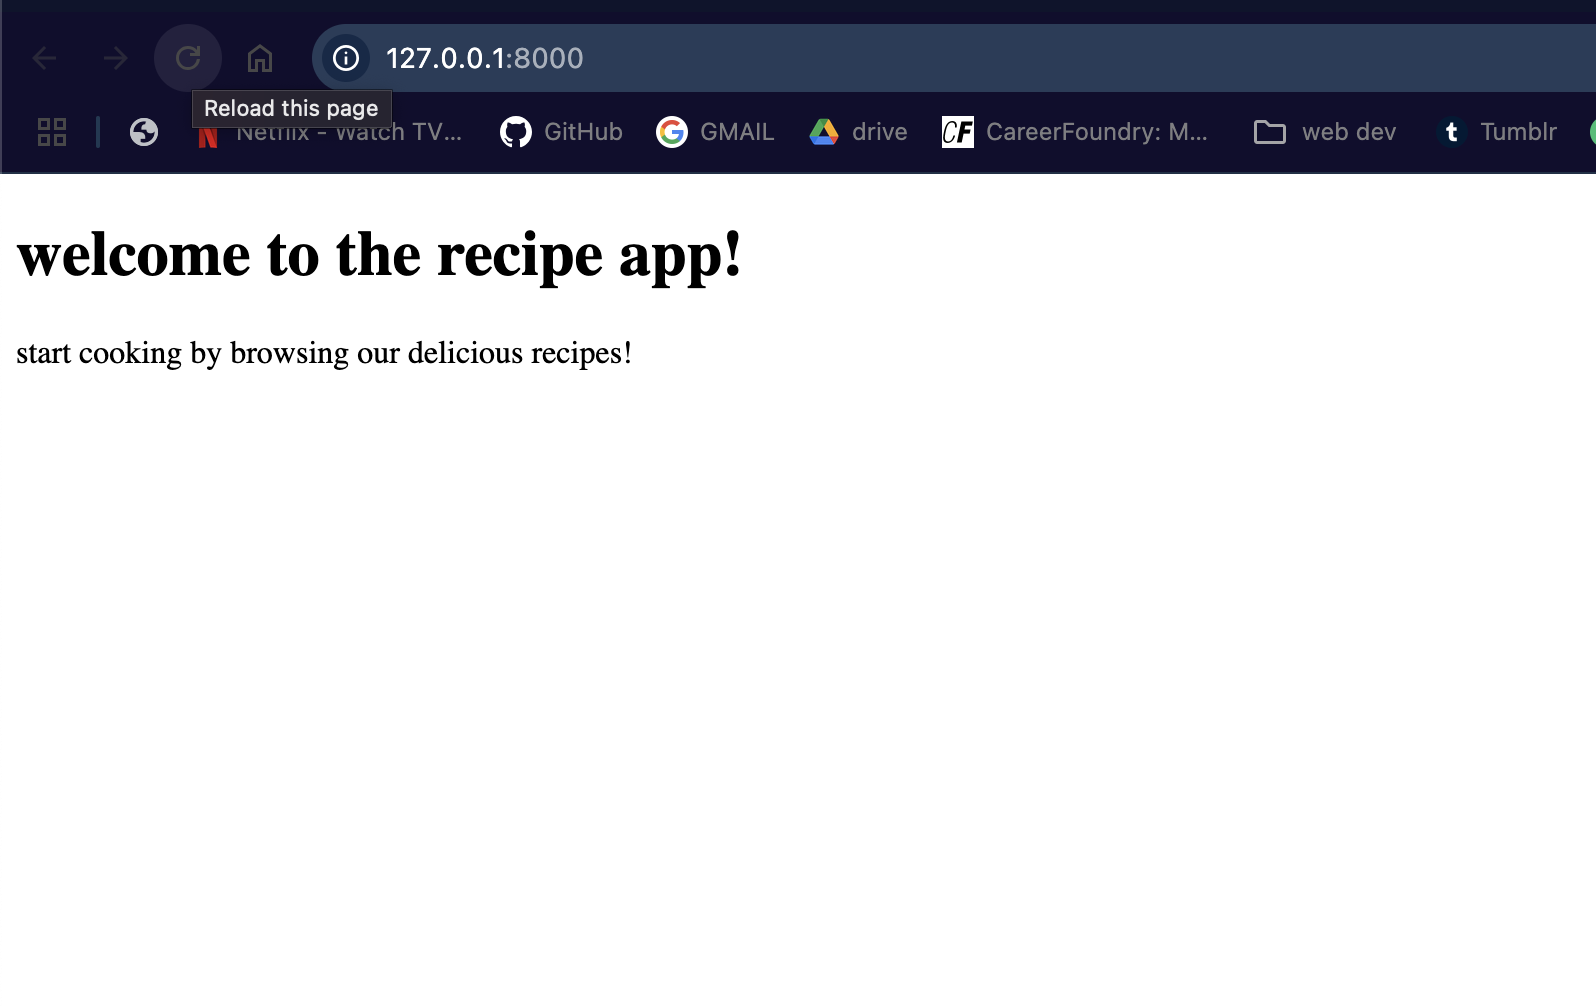 127.0.0.1:8000
Reload this page
Netflix - Watch TV... GitHub GMAIL drive CF CareerFoundry: M... web dev t Tumblr
welcome to the recipe app!
start cooking by browsing our delicious recipes!